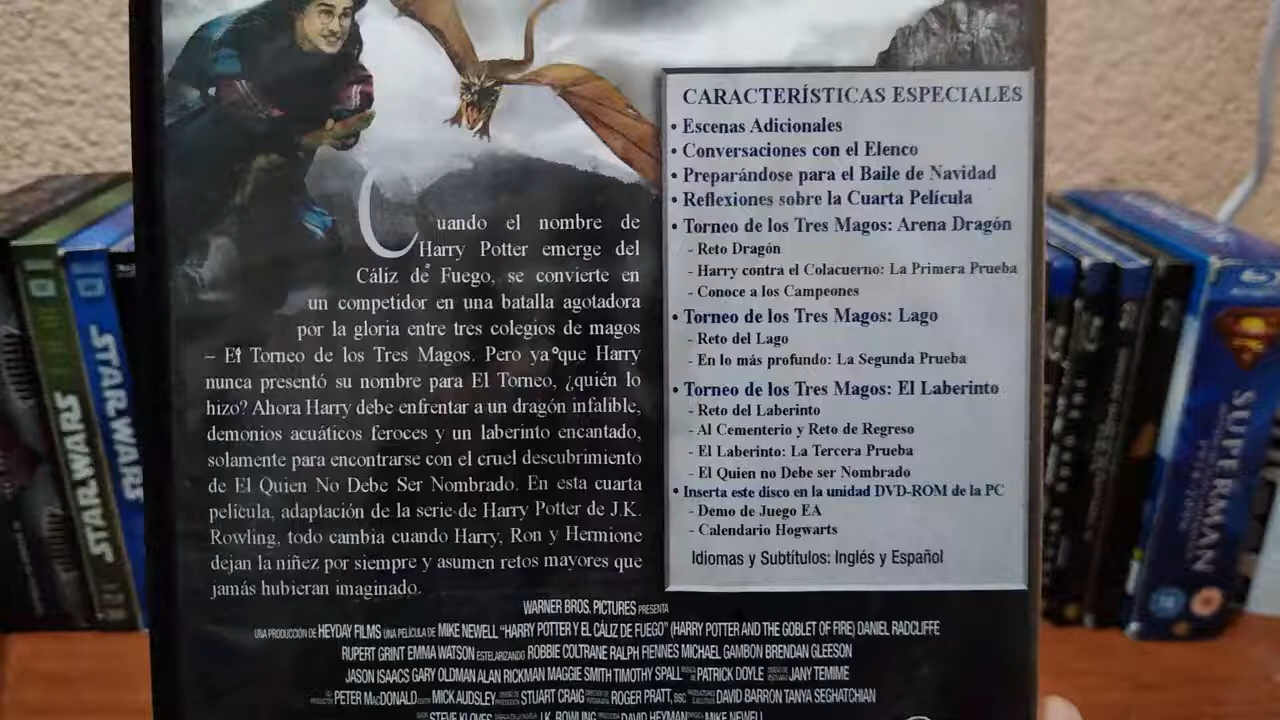 Cuando el nombre de
Harry Potter emerge del
Cáliz de Fuego, se convierte en
un competidor en una batalla agotadora
por la gloria entre tres colegios de magos
– El Torneo de los Tres Magos. Pero ya que Harry
nunca presentó su nombre para El Torneo, ¿quién lo
hizo? Ahora Harry debe enfrentar a un dragón infalible,
demonios acuáticos feroces y un laberinto encantado,
solamente para encontrarse con el cruel descubrimiento
de El Quien No Debe Ser Nombrado. En esta cuarta
película, adaptación de la serie de Harry Potter de J.K.
Rowling, todo cambia cuando Harry, Ron y Hermione
dejan la niñez por siempre y asumen retos mayores que
jamás hubieran imaginado.
CARACTERÍSTICAS ESPECIALES
• Escenas Adicionales
• Conversaciones con el Elenco
• Preparándose para el Baile de Navidad
• Reflexiones sobre la Cuarta Película
• Torneo de los Tres Magos: Arena Dragón
- Reto Dragón
- Harry contra el Colacuerno: La Primera Prueba
- Conoce a los Campeones
• Torneo de los Tres Magos: Lago
- Reto del Lago
- En lo más profundo: La Segunda Prueba
• Torneo de los Tres Magos: El Laberinto
- Reto del Laberinto
- Al Cementerio y Reto de Regreso
- El Laberinto: La Tercera Prueba
- El Quien no Debe ser Nombrado
• Inserta este disco en la unidad DVD-ROM de la PC
- Demo de Juego EA
- Calendario Hogwarts
Idiomas y Subtítulos: Inglés y Español
WARNER BROS. PICTURES PRESENTA
UNA PRODUCCIÓN DE HEYDAY FILMS UNA PELÍCULA DE MIKE NEWELL "HARRY POTTER Y EL CÁLIZ DE FUEGO" (HARRY POTTER AND THE GOBLET OF FIRE) DANIEL RADCLIFFE
RUPERT GRINT EMMA WATSON ESTELARIZANDO ROBBIE COLTRANE RALPH FIENNES MICHAEL GAMBON BRENDAN GLEESON
JASON ISAACS GARY OLDMAN ALAN RICKMAN MAGGIE SMITH TIMOTHY SPALL PATRICK DOYLE JANY TEMIME
PETER MacDONALD MICK AUDSLEY STUART CRAIG ROGER PRATT, BSC DAVID BARRON TANYA SEGHATCHIAN
STEVE KLOVES J.K. ROWLING DAVID HEYMAN MIKE NEWELL
STAR WARS
STAR WARS
SUPERMAN